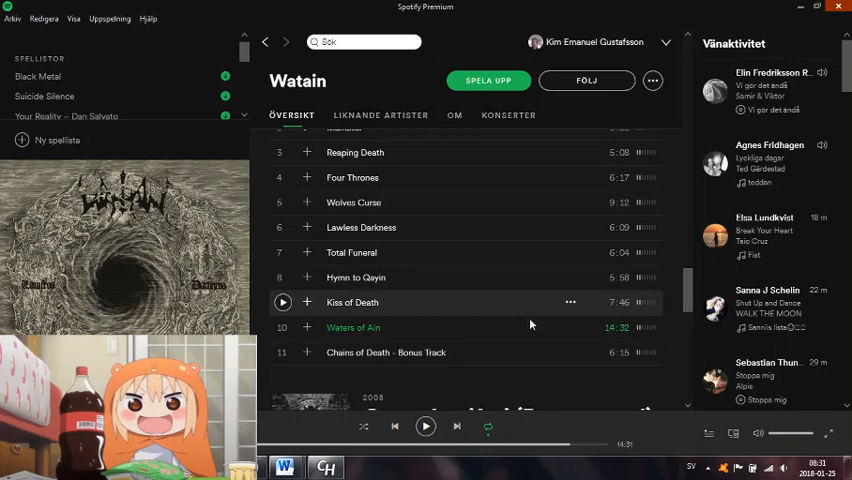 Spotify Premium
Arkiv Redigera Visa Uppspelning Hjälp
SPELLISTOR
Black Metal
Suicide Silence
Your Reality – Dan Salvato
Ny spellista
WATAIN
Sök
Kim Emanuel Gustafsson
Watain
SPELA UPP
FÖLJ
ÖVERSIKT LIKNANDE ARTISTER OM KONSERTER
3 Reaping Death 5:08
4 Four Thrones 6:17
5 Wolves Curse 9:12
6 Lawless Darkness 6:09
7 Total Funeral 6:04
8 Hymn to Qayin 5:58
Kiss of Death 7:46
10 Waters of Ain 14:32
11 Chains of Death - Bonus Track 6:15
2008
Vänaktivitet
Elin Fredriksson R...
Vi gör det ändå
Samir & Viktor
Vi gör det ändå
Agnes Fridhagen
Lyckliga dagar
Ted Gärdestad
teddan
Elsa Lundkvist 18 m
Break Your Heart
Taio Cruz
Fist
Sanna J Schelin 22 m
Shut Up and Dance
WALK THE MOON
Sanniis lista
Sebastian Thun... 29 m
Stoppa mig
Alpis
Stoppa mig
14:31
W
CH
SV
08:31
2018-01-25